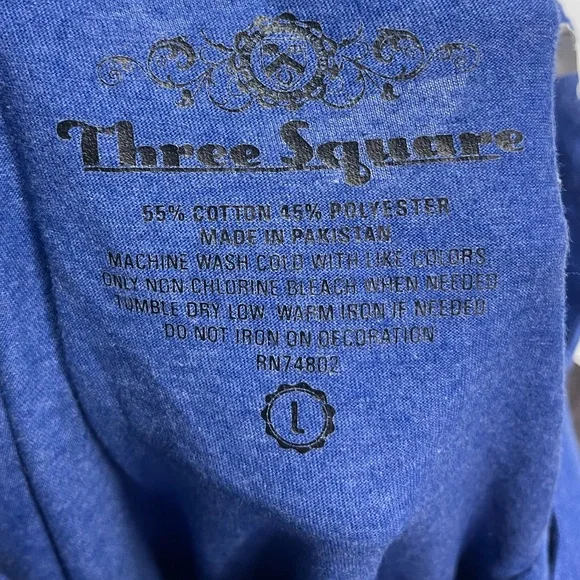 Three Square
55% COTTON 45% POLYESTER
MADE IN PAKISTAN
MACHINE WASH COLD WITH LIKE COLORS,
ONLY NON-CHLORINE BLEACH WHEN NEEDED
TUMBLE DRY LOW. WARM IRON IF NEEDED
DO NOT IRON ON DECORATION
RN74802
L